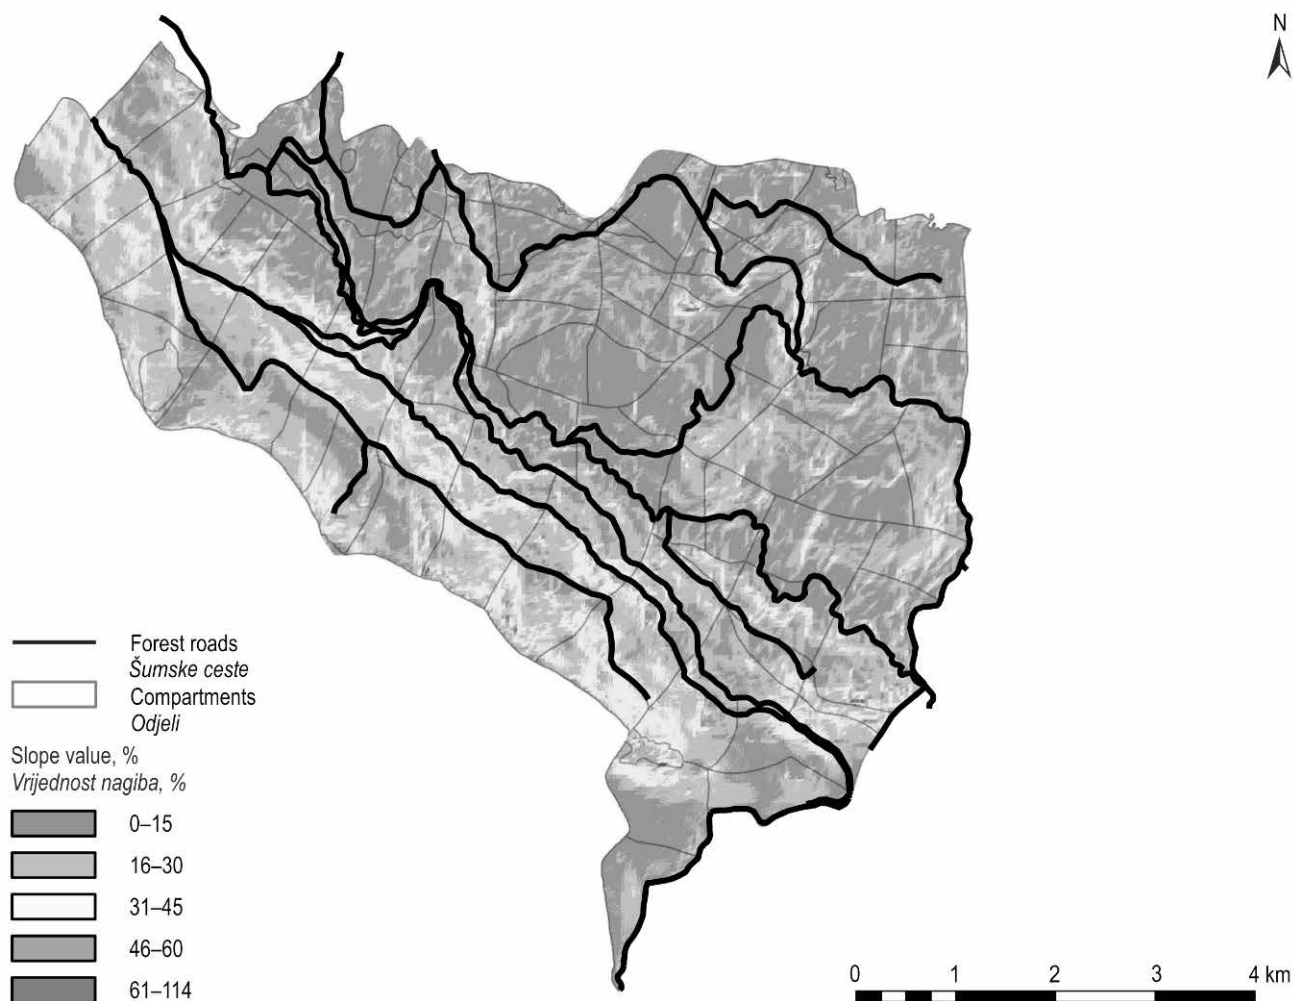 N
Forest roads
Šumske ceste
Compartments
Odjeli
Slope value, %
Vrijednost nagiba, %
0–15
16–30
31–45
46–60
61–114
0 1 2 3 4 km